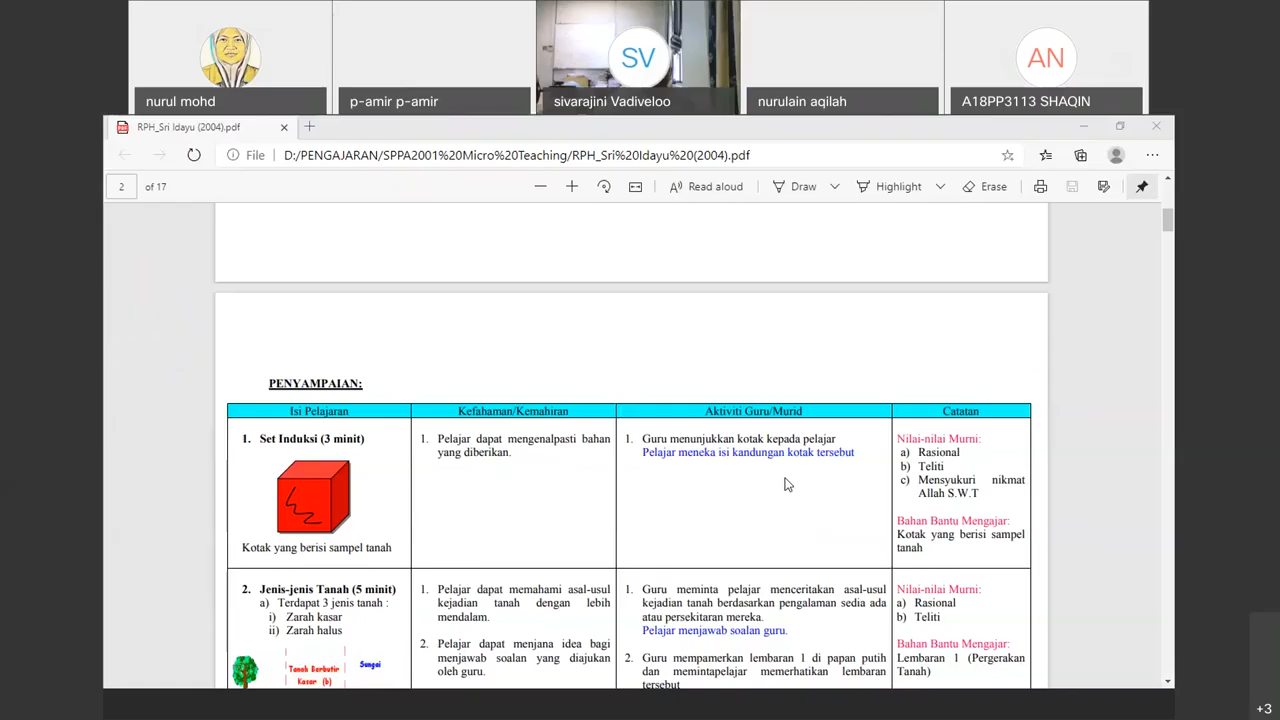 SV
AN
nurul mohd
p-amir p-amir
sivarajini Vadiveloo
nurulain aqilah
A18PP3113 SHAQIN
RPH_Sri Idayu (2004).pdf
File
D:/PENGAJARAN/SPPA2001%20Micro%20Teaching/RPH_Sri%20Idayu%20(2004).pdf
2
of 17
Read aloud
Draw
Highlight
Erase
PENYAMPAIAN:
Isi Pelajaran
Kefahaman/Kemahiran
Aktiviti Guru/Murid
Catatan
1. Set Induksi (3 minit)
Kotak yang berisi sampel tanah
1. Pelajar dapat mengenalpasti bahan
yang diberikan.
1. Guru menunjukkan kotak kepada pelajar
Pelajar meneka isi kandungan kotak tersebut
Nilai-nilai Murni:
a) Rasional
b) Teliti
c) Mensyukuri nikmat
Allah S.W.T
Bahan Bantu Mengajar:
Kotak yang berisi sampel
tanah
2. Jenis-jenis Tanah (5 minit)
a) Terdapat 3 jenis tanah :
i) Zarah kasar
ii) Zarah halus
Tanah Berbutir
Kasar (b)
Sungai
1. Pelajar dapat memahami asal-usul
kejadian tanah dengan lebih
mendalam.
2. Pelajar dapat menjana idea bagi
menjawab soalan yang diajukan
oleh guru.
1. Guru meminta pelajar menceritakan asal-usul
kejadian tanah berdasarkan pengalaman sedia ada
atau persekitaran mereka.
Pelajar menjawab soalan guru.
2. Guru mempamerkan lembaran 1 di papan putih
dan memintapelajar memerhatikan lembaran
tersebut
Nilai-nilai Murni:
a) Rasional
b) Teliti
Bahan Bantu Mengajar:
Lembaran 1 (Pergerakan
Tanah)
+3